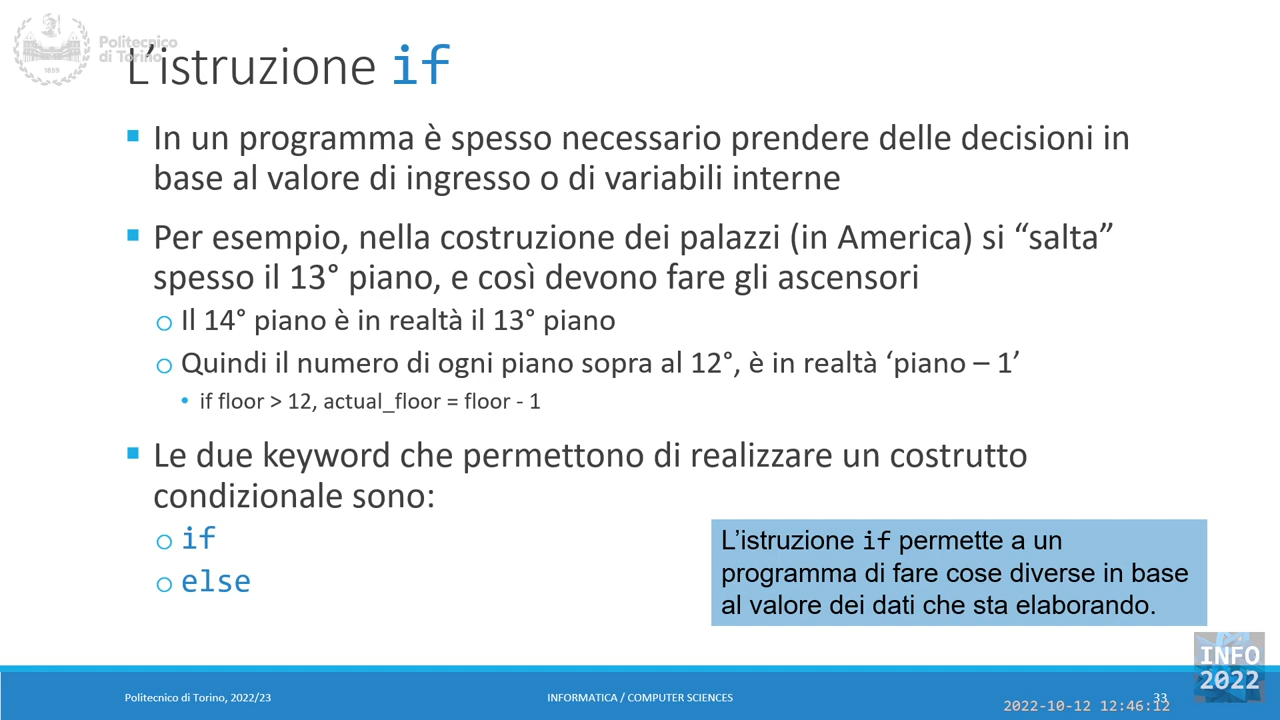 Politecnico
di Torino
1859
L’istruzione if
In un programma è spesso necessario prendere delle decisioni in
base al valore di ingresso o di variabili interne
Per esempio, nella costruzione dei palazzi (in America) si “salta”
spesso il 13° piano, e così devono fare gli ascensori
Il 14° piano è in realtà il 13° piano
Quindi il numero di ogni piano sopra al 12°, è in realtà ‘piano – 1’
if floor > 12, actual_floor = floor - 1
Le due keyword che permettono di realizzare un costrutto
condizionale sono:
if
else
L’istruzione if permette a un
programma di fare cose diverse in base
al valore dei dati che sta elaborando.
INFO
2022
Politecnico di Torino, 2022/23
INFORMATICA / COMPUTER SCIENCES
33
2022-10-12 12:46:12